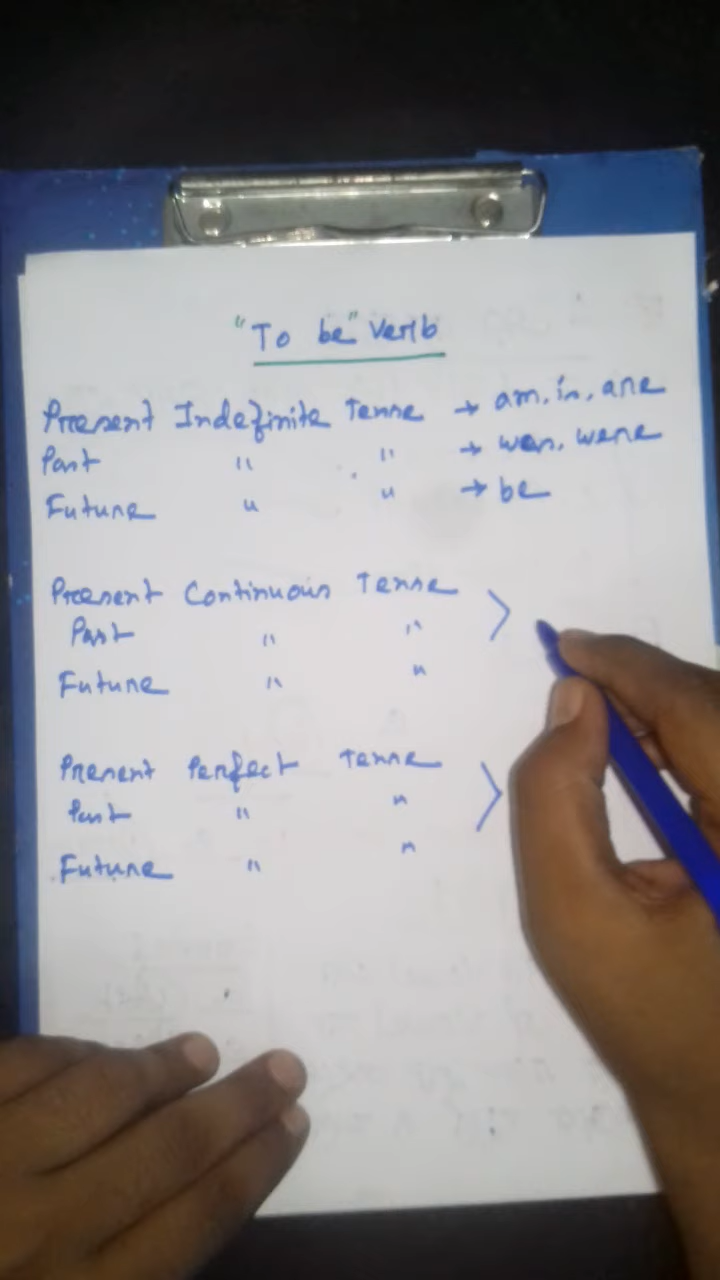 "To be" Verb
Present Indefinite Tense → am, is, are
Past " " → was, were
Future " " → be
Present Continuous Tense >
Past " "
Future " "
Present Perfect Tense >
Past " "
Future " "